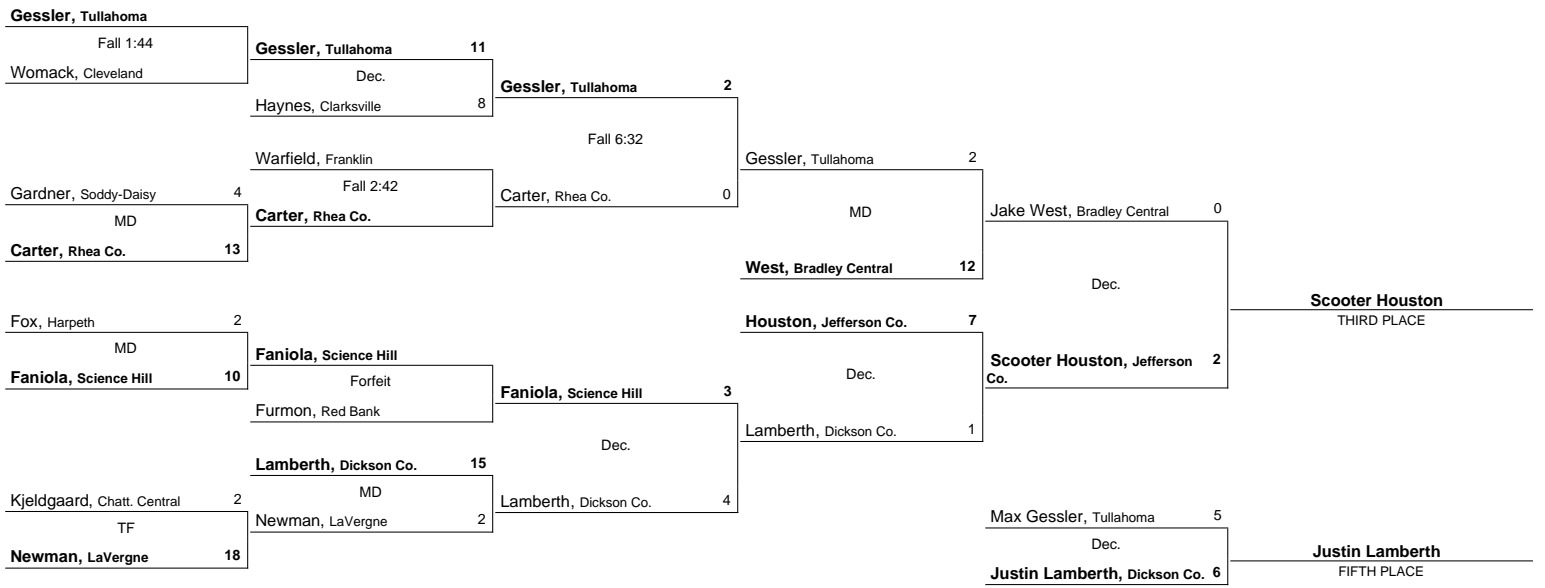 Gessler, Tullahoma
Fall 1:44
Womack, Cleveland
Gardner, Soddy-Daisy 4
MD
Carter, Rhea Co. 13
Fox, Harpeth 2
MD
Faniola, Science Hill 10
Kjeldgaard, Chatt. Central 2
TF
Newman, LaVergne 18
Gessler, Tullahoma 11
Dec.
Haynes, Clarksville 8
Warfield, Franklin
Fall 2:42
Carter, Rhea Co.
Faniola, Science Hill
Forfeit
Furmon, Red Bank
Lamberth, Dickson Co. 15
MD
Newman, LaVergne 2
Gessler, Tullahoma 2
Fall 6:32
Carter, Rhea Co. 0
Faniola, Science Hill 3
Dec.
Lamberth, Dickson Co. 4
Gessler, Tullahoma 2
MD
West, Bradley Central 12
Houston, Jefferson Co. 7
Dec.
Lamberth, Dickson Co. 1
Jake West, Bradley Central 0
Dec.
Scooter Houston, Jefferson 2
Co.
Max Gessler, Tullahoma 5
Dec.
Justin Lamberth, Dickson Co. 6
Scooter Houston
THIRD PLACE
Justin Lamberth
FIFTH PLACE